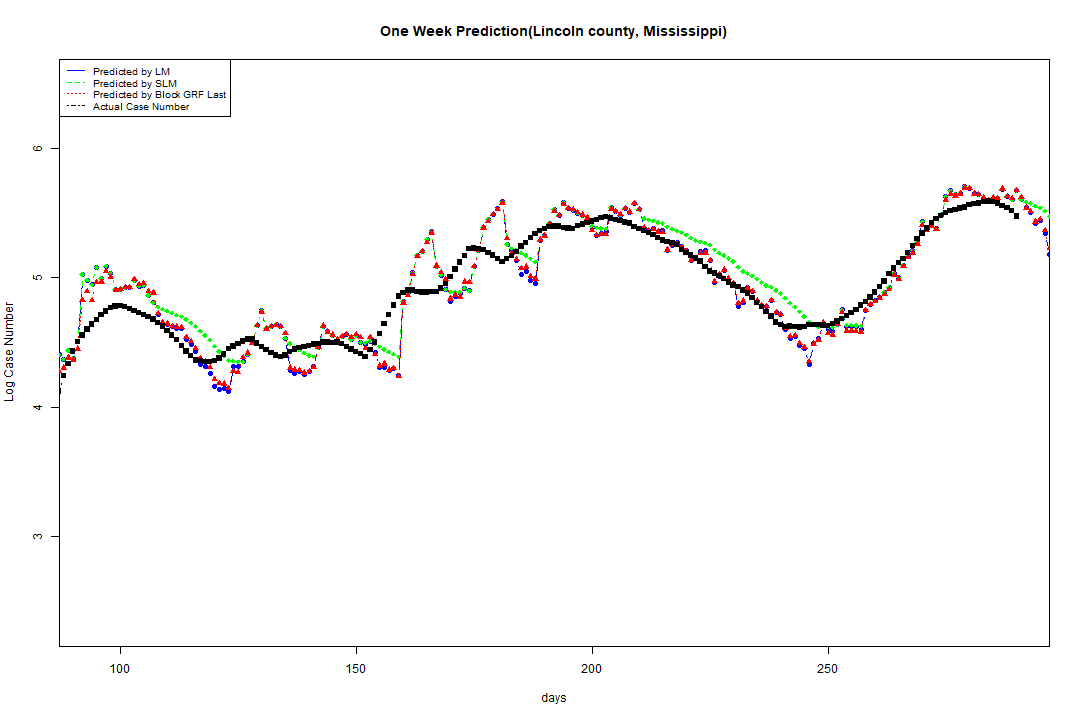 One Week Prediction(Lincoln county, Mississippi)
Predicted by LM
Predicted by SLM
Predicted by Block GRF Last
Actual Case Number
6
5
4
3
Log Case Number
100 150 200 250
days